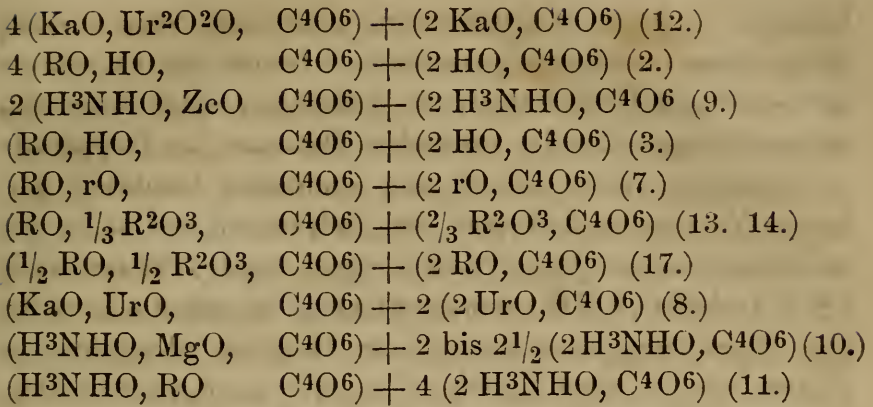 4 (KaO, Ur²O²O, C⁴O⁶) + (2 KaO, C⁴O⁶) (12.)
4 (RO, HO, C⁴O⁶) + (2 HO, C⁴O⁶) (2.)
2 (H³NHO, ZcO C⁴O⁶) + (2 H³NHO, C⁴O⁶ (9.)
(RO, HO, C⁴O⁶) + (2 HO, C⁴O⁶) (3.)
(RO, rO, C⁴O⁶) + (2 rO, C⁴O⁶) (7.)
(RO, ¹/₃ R²O³, C⁴O⁶) + (²/₃ R²O³, C⁴O⁶) (13. 14.)
(¹/₂ RO, ¹/₂ R²O³, C⁴O⁶) + (2 RO, C⁴O⁶) (17.)
(KaO, UrO, C⁴O⁶) + 2 (2 UrO, C⁴O⁶) (8.)
(H³NHO, MgO, C⁴O⁶) + 2 bis 2¹/₂ (2 H³NHO, C⁴O⁶) (10.)
(H³NHO, RO C⁴O⁶) + 4 (2 H³NHO, C⁴O⁶) (11.)